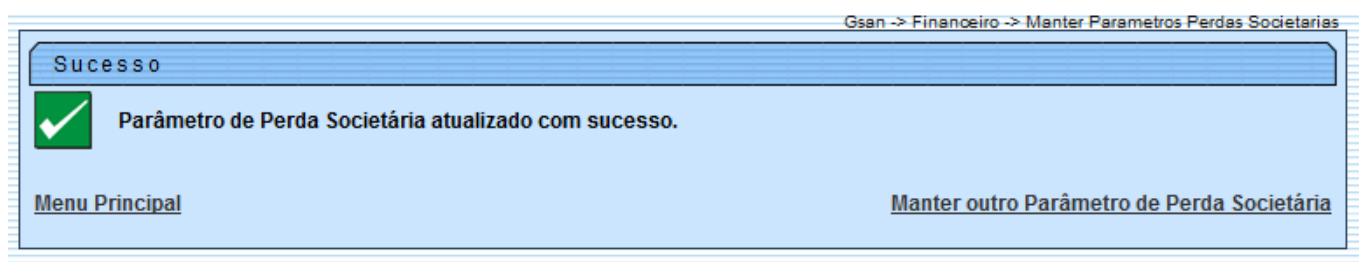 Gsan -> Financeiro -> Manter Parametros Perdas Societarias
Sucesso
Parâmetro de Perda Societária atualizado com sucesso.
Menu Principal
Manter outro Parâmetro de Perda Societária